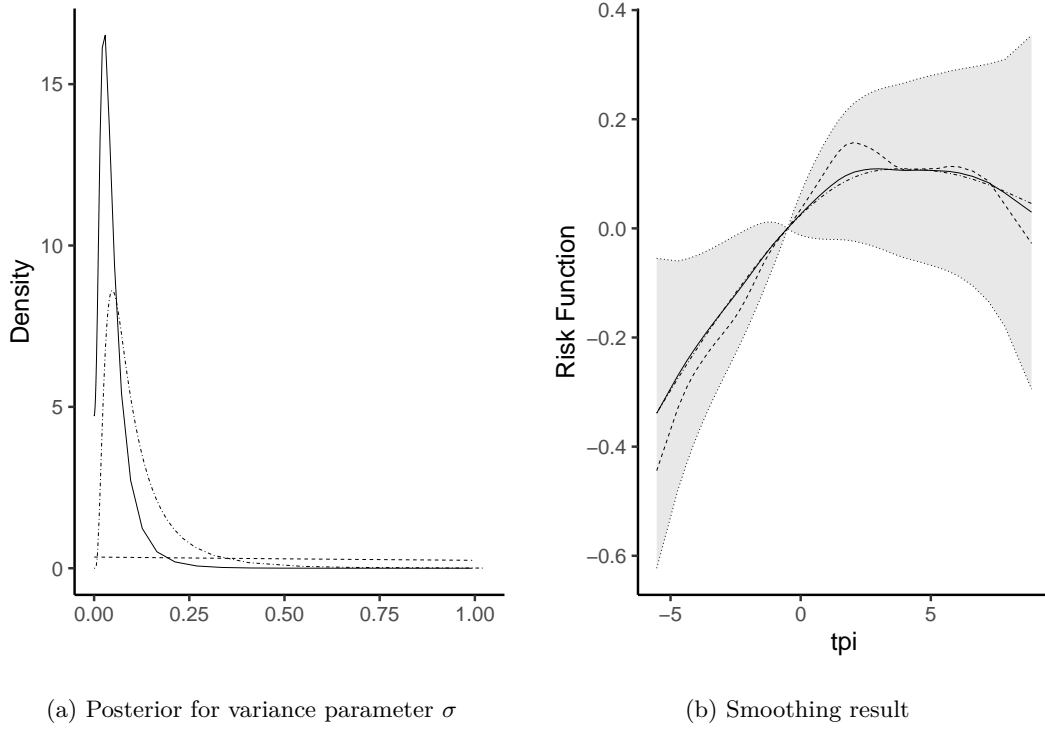 15
10
5
0
Density
0.00 0.25 0.50 0.75 1.00
(a) Posterior for variance parameter σ
0.4
0.2
0.0
−0.2
−0.4
−0.6
Risk Function
−5 0 5
tpi
(b) Smoothing result